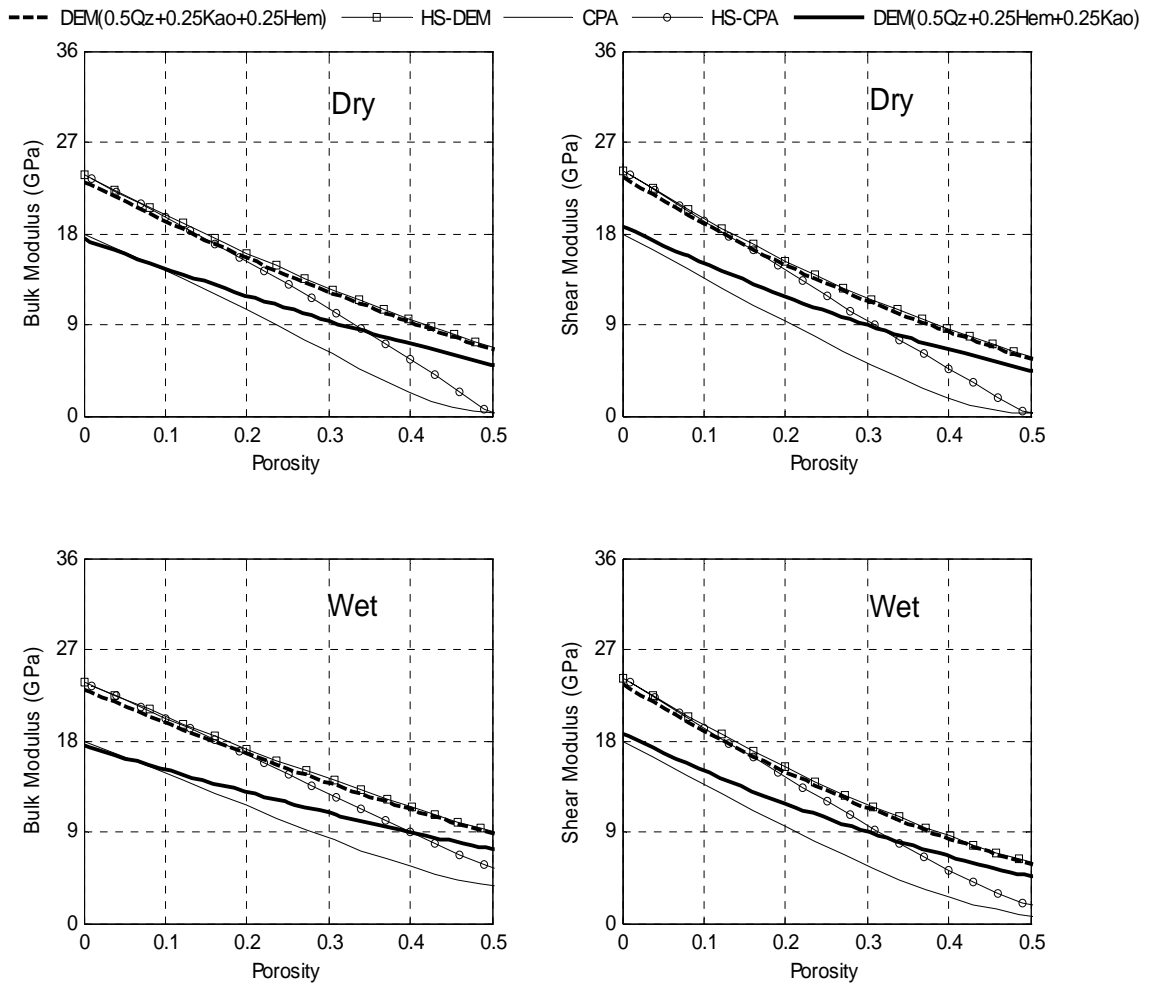 DEM(0.5Qz+0.25Kao+0.25Hem) HS-DEM CPA HS-CPA DEM(0.5Qz+0.25Hem+0.25Kao)
36
27
18
9
0
Bulk Modulus (GPa)
Dry
0 0.1 0.2 0.3 0.4 0.5
Porosity
36
27
18
9
0
Shear Modulus (GPa)
Dry
0 0.1 0.2 0.3 0.4 0.5
Porosity
36
27
18
9
0
Bulk Modulus (GPa)
Wet
0 0.1 0.2 0.3 0.4 0.5
Porosity
36
27
18
9
0
Shear Modulus (GPa)
Wet
0 0.1 0.2 0.3 0.4 0.5
Porosity